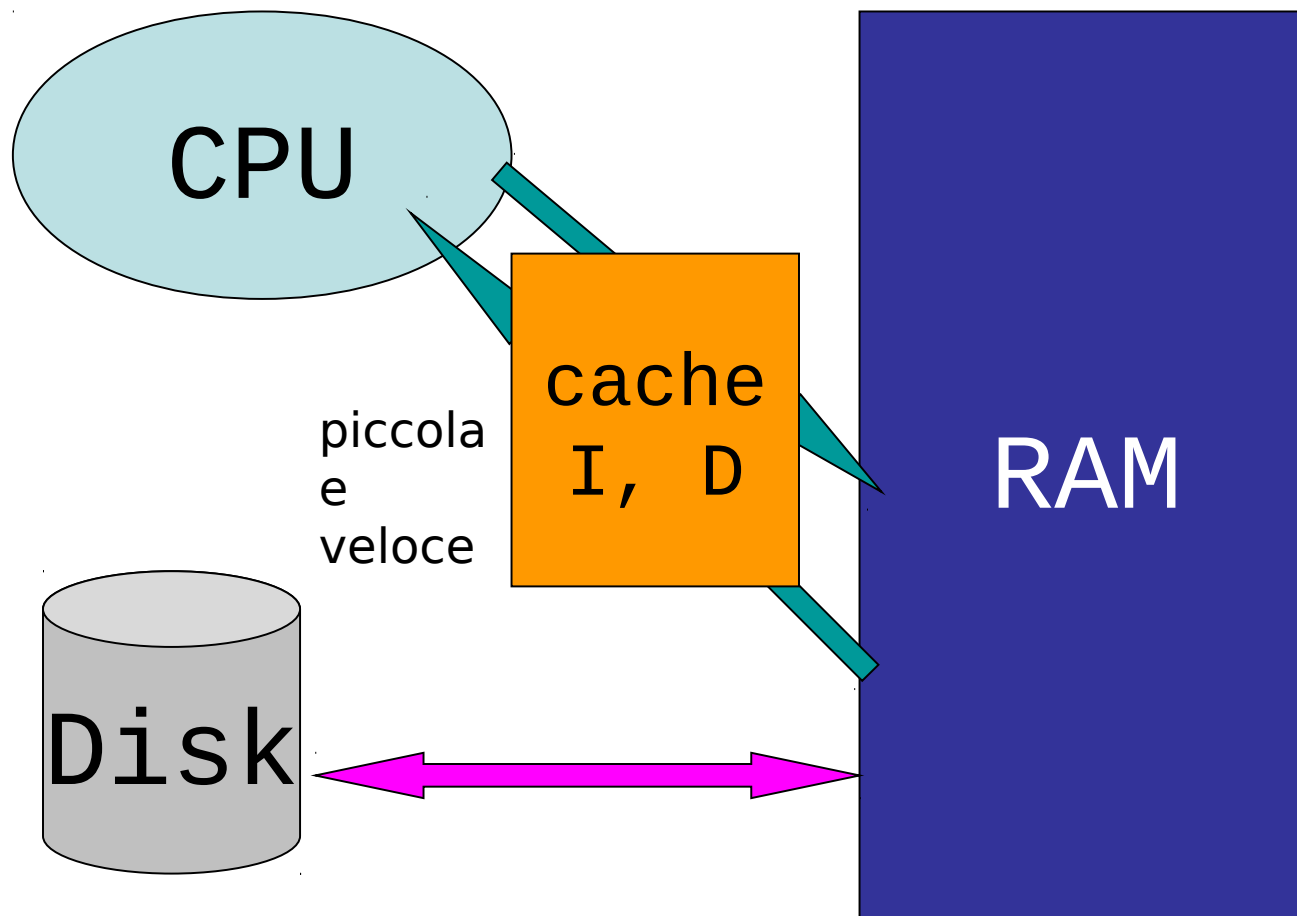 CPU
cache
I, D
piccola
e
veloce
RAM
Disk